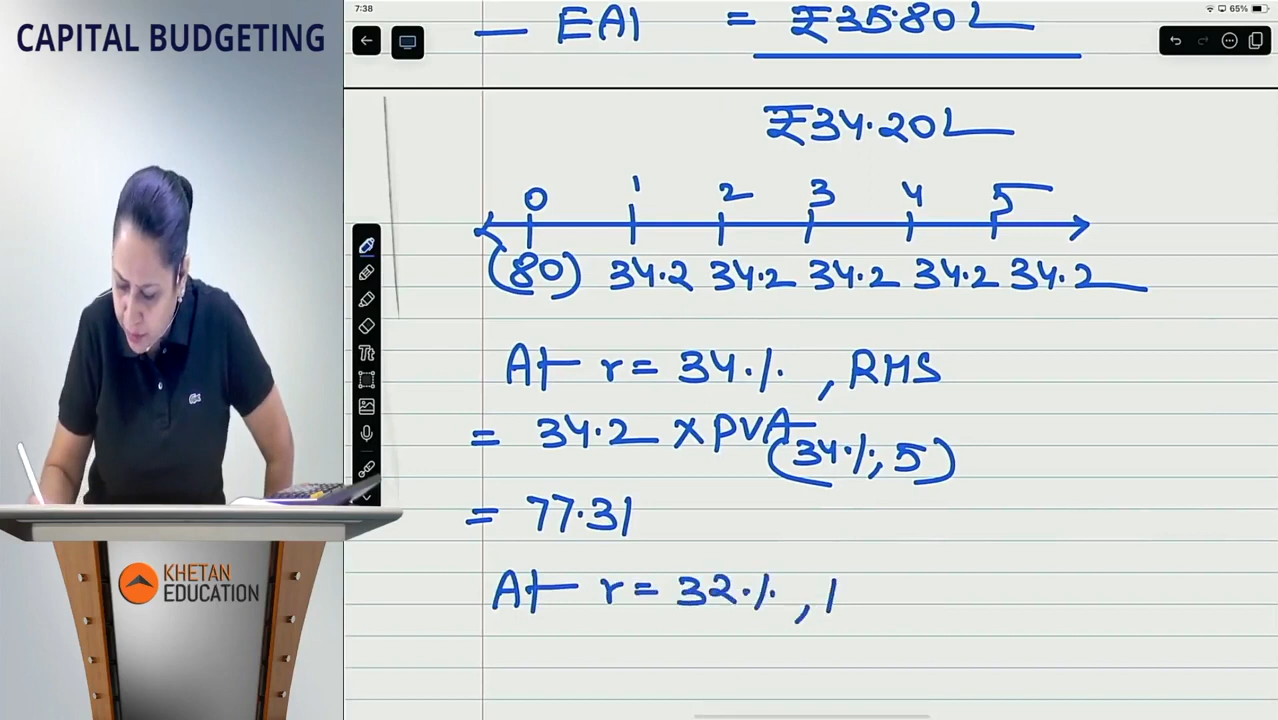 CAPITAL BUDGETING
7:38
65%
— EAI = ₹35.80L
₹34.20L
0 1 2 3 4 5
(80) 34.2 34.2 34.2 34.2 34.2
At r = 34%, RMS
= 34.2 × PVA (34%, 5)
= 77.31
At r = 32%, 
Tt
KHETAN
EDUCATION